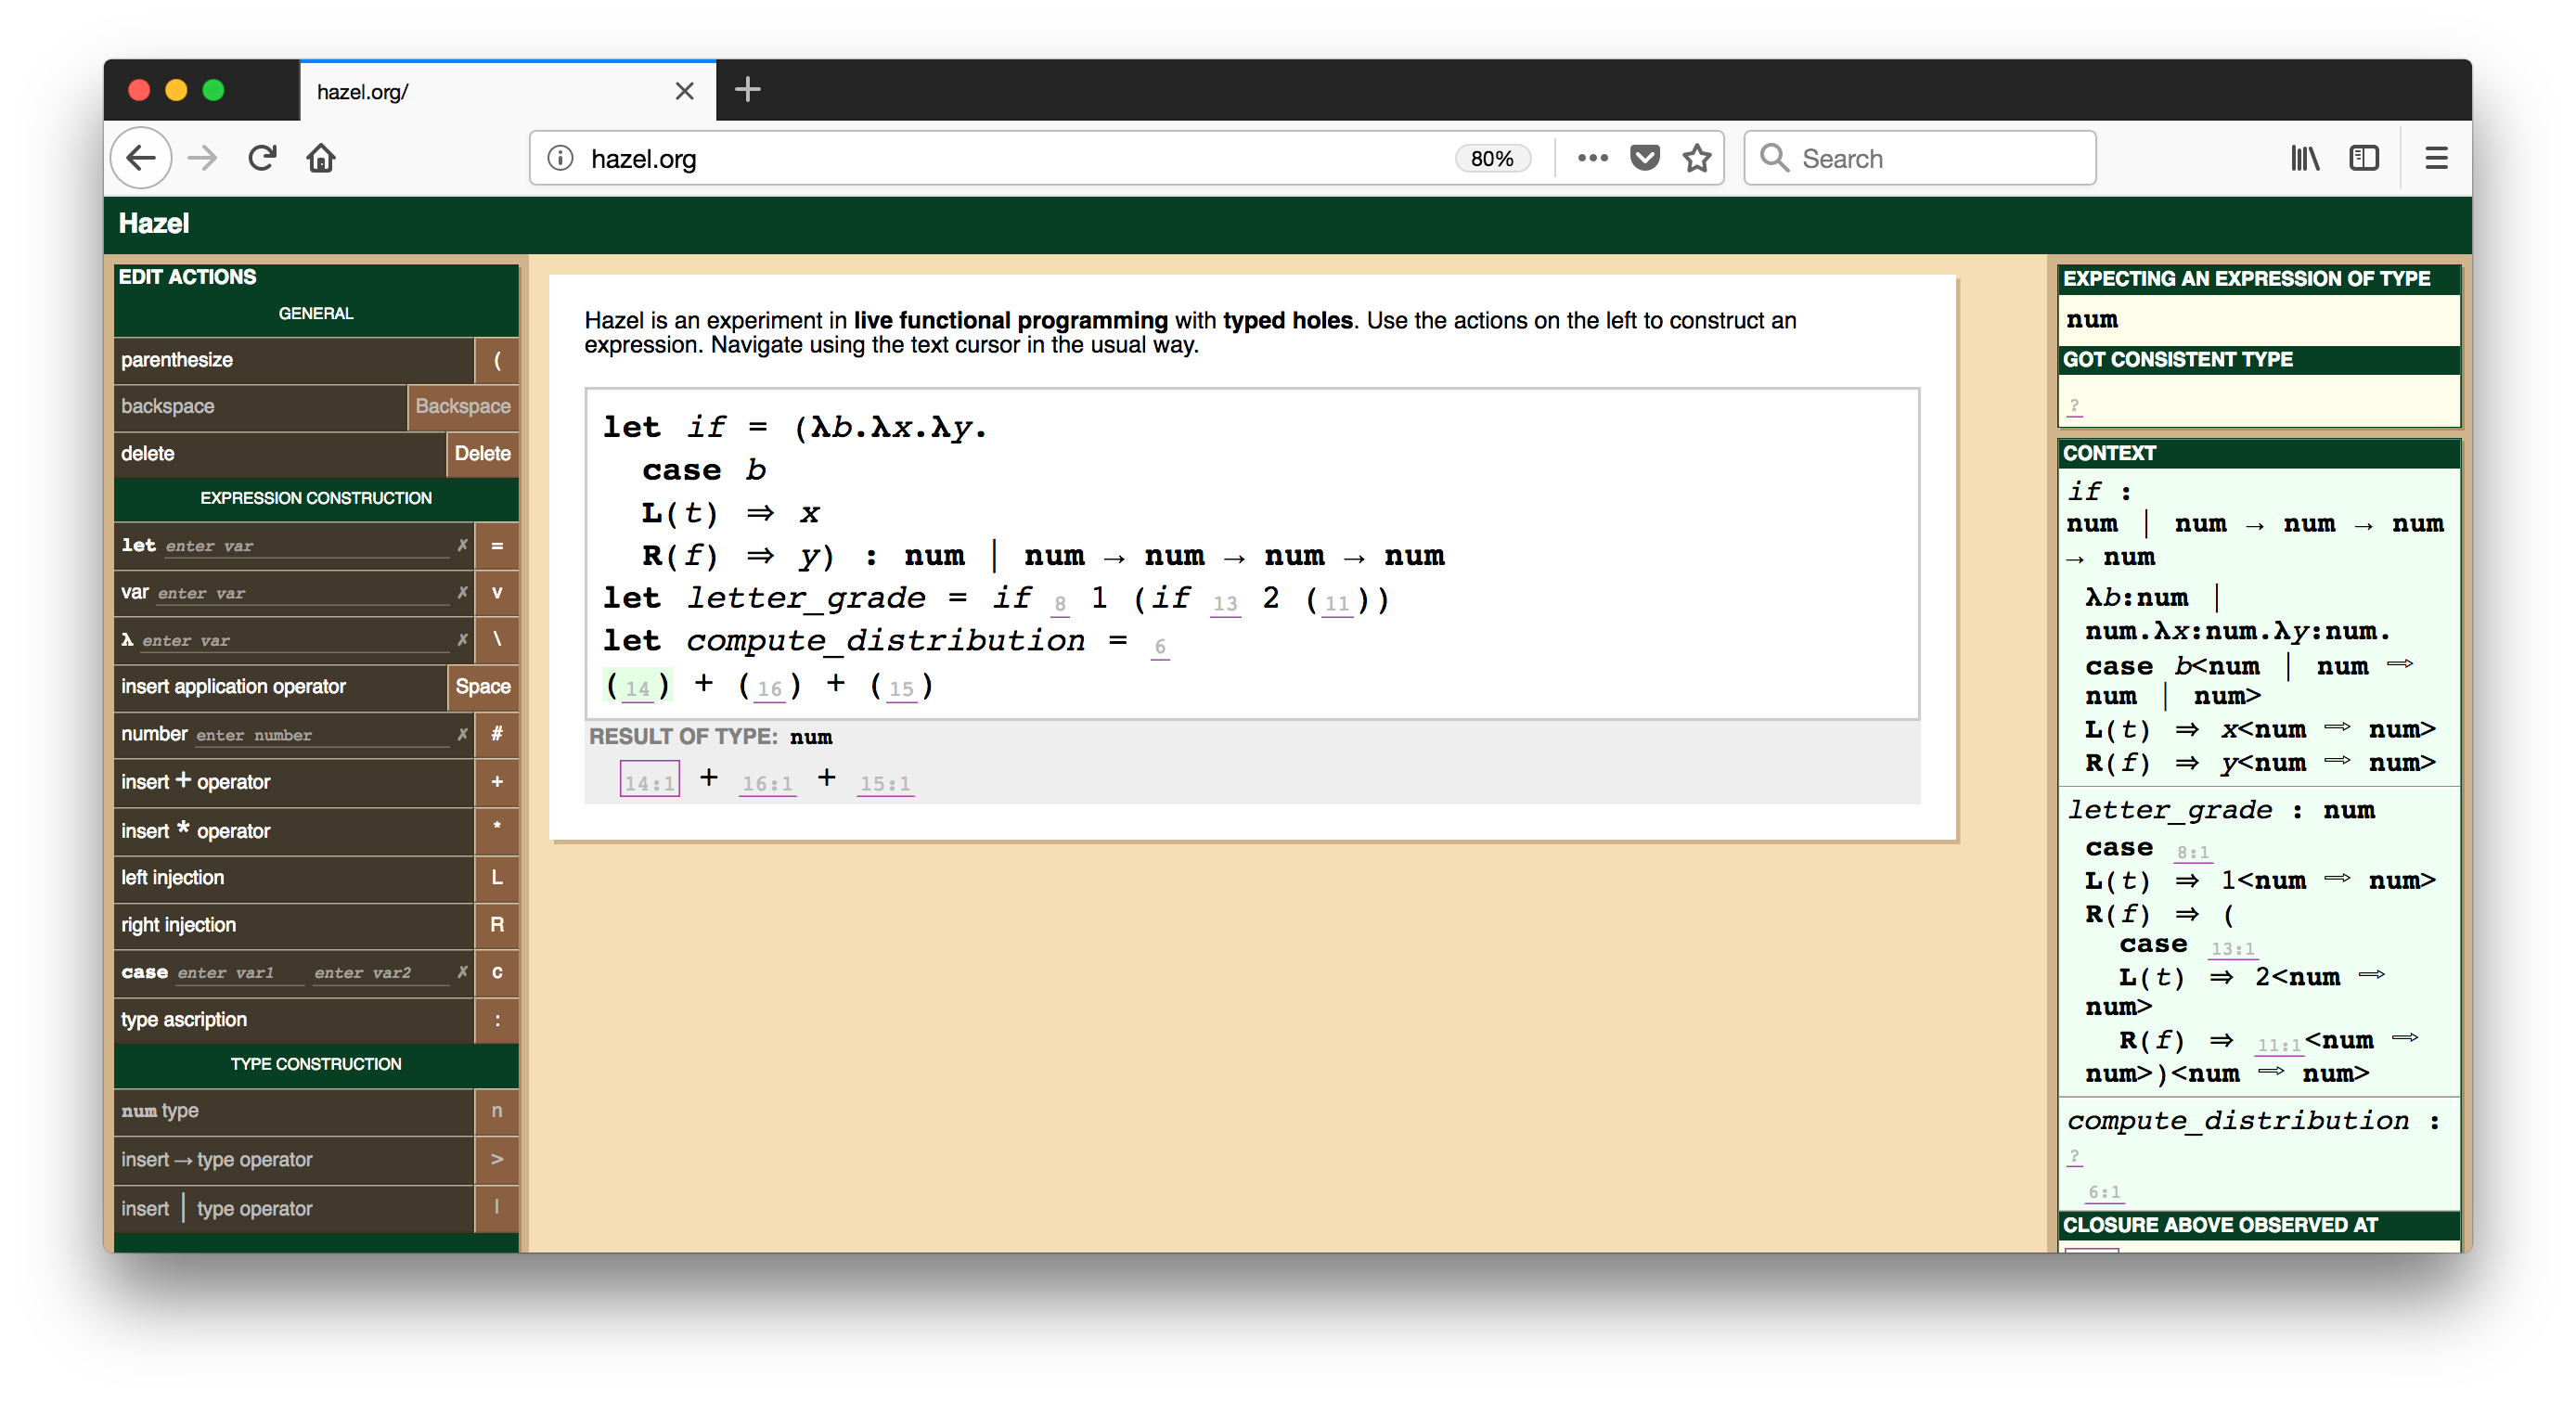 hazel.org/
hazel.org
80%
Search
Hazel
EDIT ACTIONS
GENERAL
parenthesize (
backspace Backspace
delete Delete
EXPRESSION CONSTRUCTION
let enter var ✗ =
var enter var ✗ v
λ enter var ✗ \
insert application operator Space
number enter number ✗ #
insert + operator +
insert * operator *
left injection L
right injection R
case enter var1 enter var2 ✗ c
type ascription :
TYPE CONSTRUCTION
num type n
insert → type operator >
insert | type operator |
Hazel is an experiment in live functional programming with typed holes. Use the actions on the left to construct an
expression. Navigate using the text cursor in the usual way.
let if = (λb.λx.λy.
case b
L(t) ⇒ x
R(f) ⇒ y) : num | num → num → num → num
let letter_grade = if 8 1 (if 13 2 (11))
let compute_distribution = 6
(14) + (16) + (15)
RESULT OF TYPE: num
14:1 + 16:1 + 15:1
EXPECTING AN EXPRESSION OF TYPE
num
GOT CONSISTENT TYPE
?
CONTEXT
if :
num | num → num → num
→ num
λb:num |
num.λx:num.λy:num.
case b<num | num ⇨
num | num>
L(t) ⇒ x<num ⇨ num>
R(f) ⇒ y<num ⇨ num>
letter_grade : num
case 8:1
L(t) ⇒ 1<num ⇨ num>
R(f) ⇒ (
case 13:1
L(t) ⇒ 2<num ⇨
num>
R(f) ⇒ 11:1<num ⇨
num>)<num ⇨ num>
compute_distribution :
?
6:1
CLOSURE ABOVE OBSERVED AT